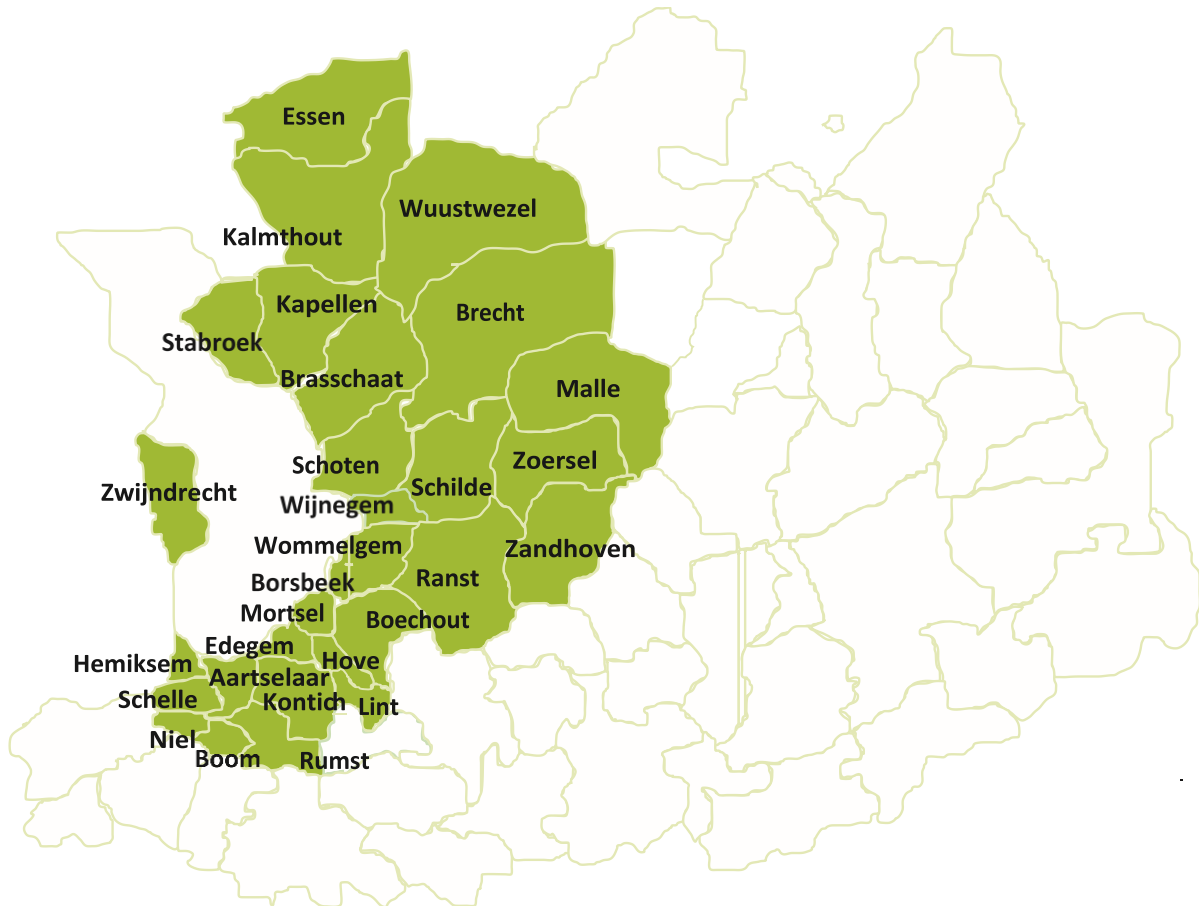 Essen
Wuustwezel
Kalmthout
Kapellen
Brecht
Stabroek
Brasschaat
Malle
Schoten
Zoersel
Schilde
Zwijndrecht
Wijnegem
Wommelgem
Zandhoven
Borsbeek
Ranst
Mortsel
Boechout
Edegem
Hemiksem
Hove
Aartselaar
Schelle
Kontich
Lint
Niel
Boom
Rumst